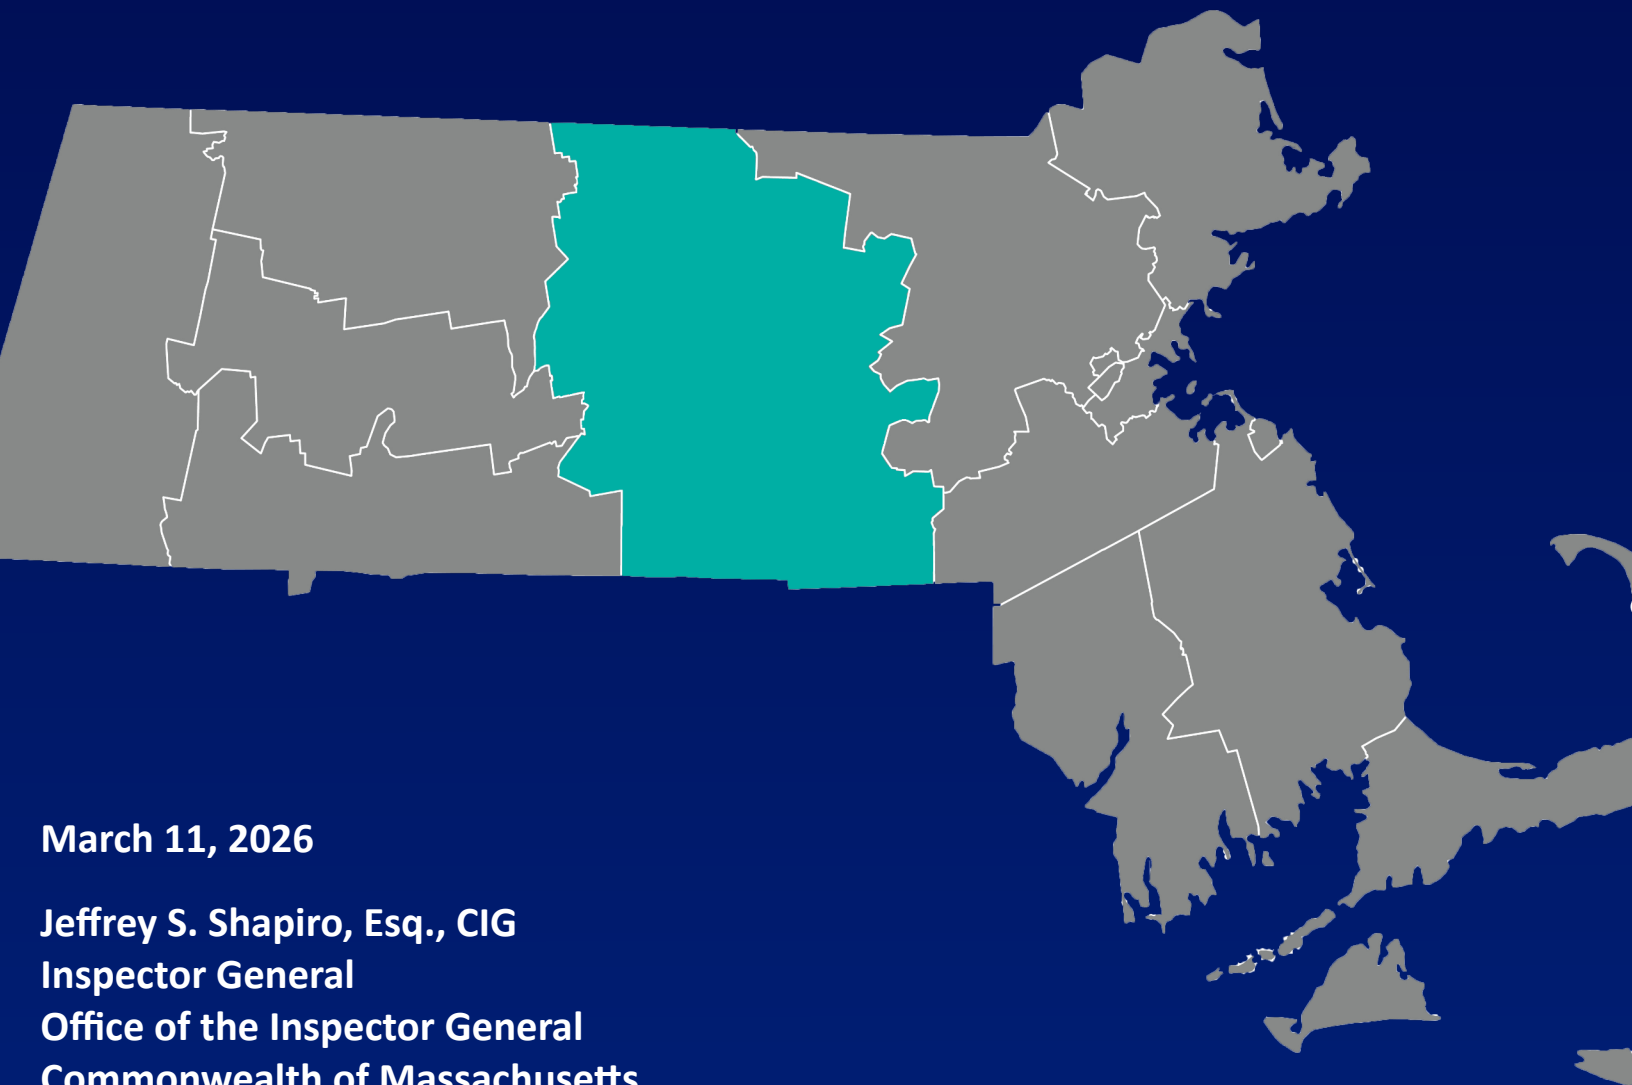 March 11, 2026
Jeffrey S. Shapiro, Esq., CIG
Inspector General
Office of the Inspector General
Commonwealth of Massachusetts